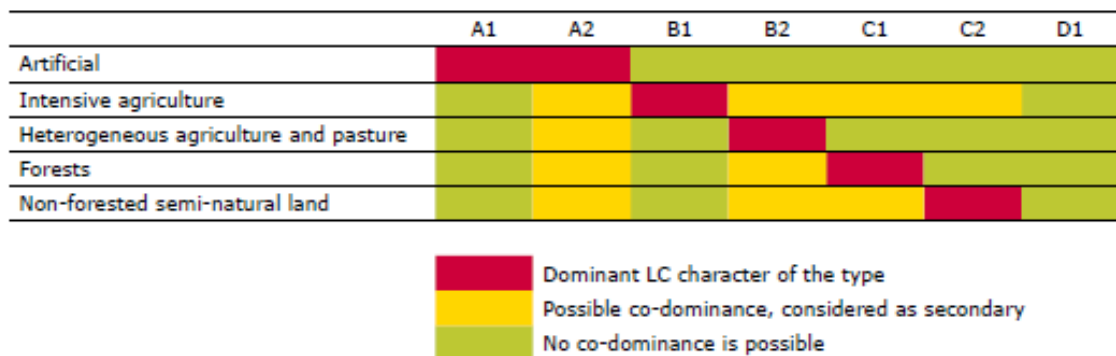 A1 A2 B1 B2 C1 C2 D1
Artificial
Intensive agriculture
Heterogeneous agriculture and pasture
Forests
Non-forested semi-natural land
Dominant LC character of the type
Possible co-dominance, considered as secondary
No co-dominance is possible